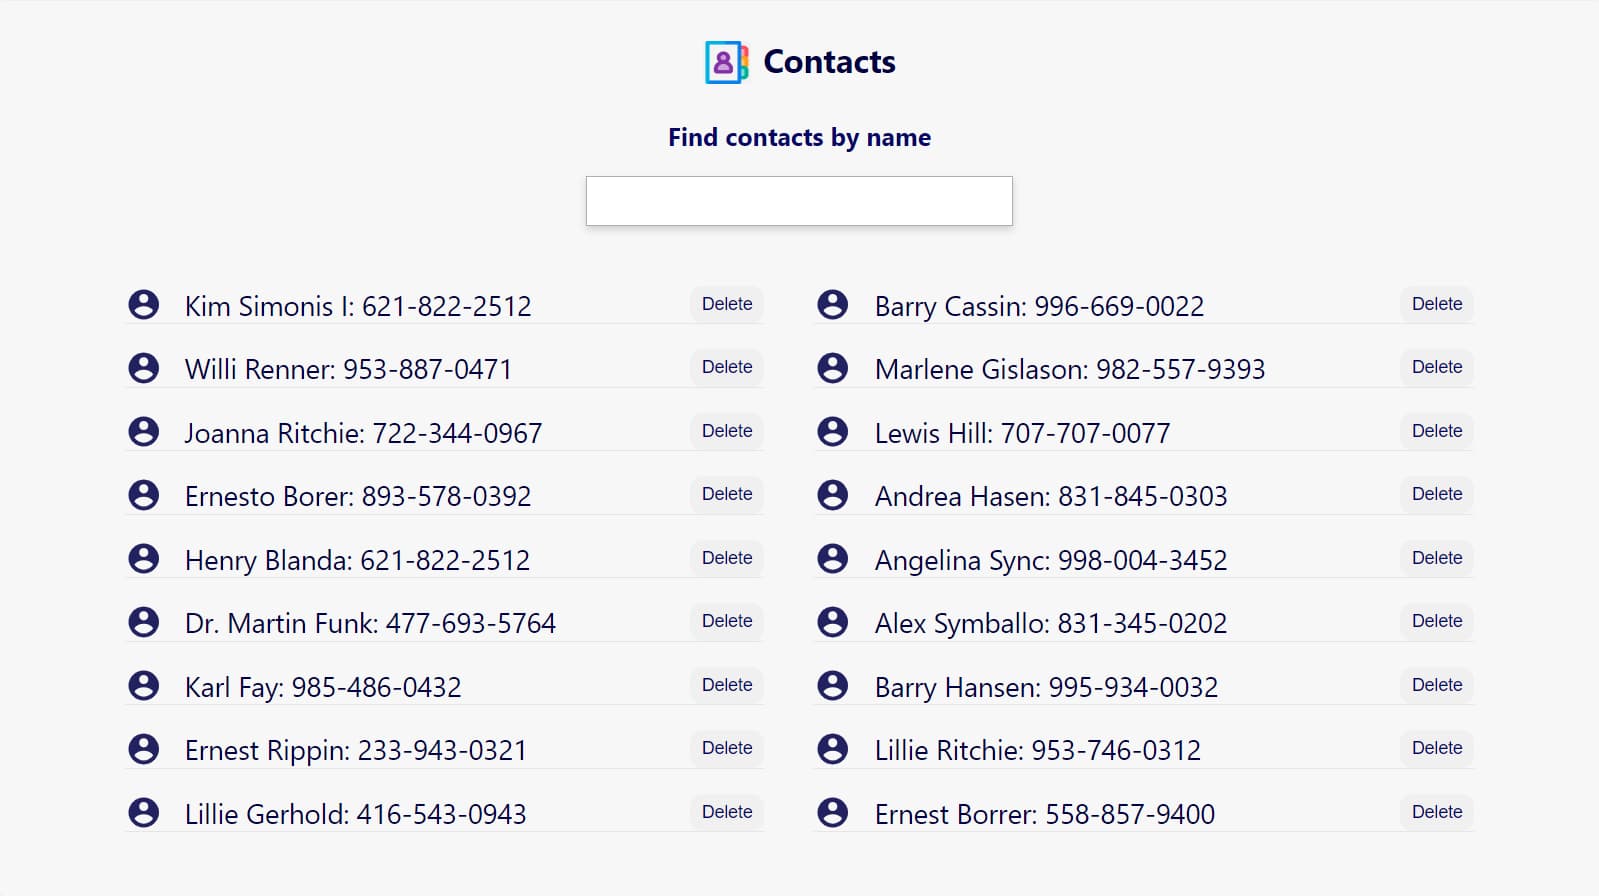 Contacts
Find contacts by name
Kim Simonis I: 621-822-2512 Delete
Barry Cassin: 996-669-0022 Delete
Willi Renner: 953-887-0471 Delete
Marlene Gislason: 982-557-9393 Delete
Joanna Ritchie: 722-344-0967 Delete
Lewis Hill: 707-707-0077 Delete
Ernesto Borer: 893-578-0392 Delete
Andrea Hasen: 831-845-0303 Delete
Henry Blanda: 621-822-2512 Delete
Angelina Sync: 998-004-3452 Delete
Dr. Martin Funk: 477-693-5764 Delete
Alex Symballo: 831-345-0202 Delete
Karl Fay: 985-486-0432 Delete
Barry Hansen: 995-934-0032 Delete
Ernest Rippin: 233-943-0321 Delete
Lillie Ritchie: 953-746-0312 Delete
Lillie Gerhold: 416-543-0943 Delete
Ernest Borrer: 558-857-9400 Delete